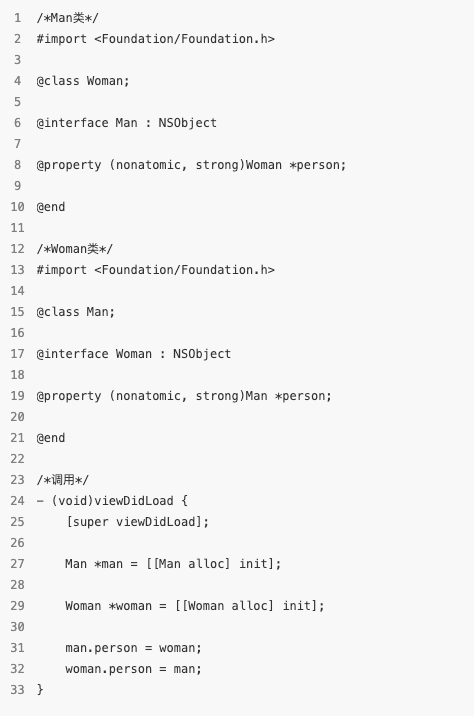 1 /*Man类*/
2 #import <Foundation/Foundation.h>
3
4 @class Woman;
5
6 @interface Man : NSObject
7
8 @property (nonatomic, strong)Woman *person;
9
10 @end
11
12 /*Woman类*/
13 #import <Foundation/Foundation.h>
14
15 @class Man;
16
17 @interface Woman : NSObject
18
19 @property (nonatomic, strong)Man *person;
20
21 @end
22
23 /*调用*/
24 - (void)viewDidLoad {
25     [super viewDidLoad];
26
27     Man *man = [[Man alloc] init];
28
29     Woman *woman = [[Woman alloc] init];
30
31     man.person = woman;
32     woman.person = man;
33 }